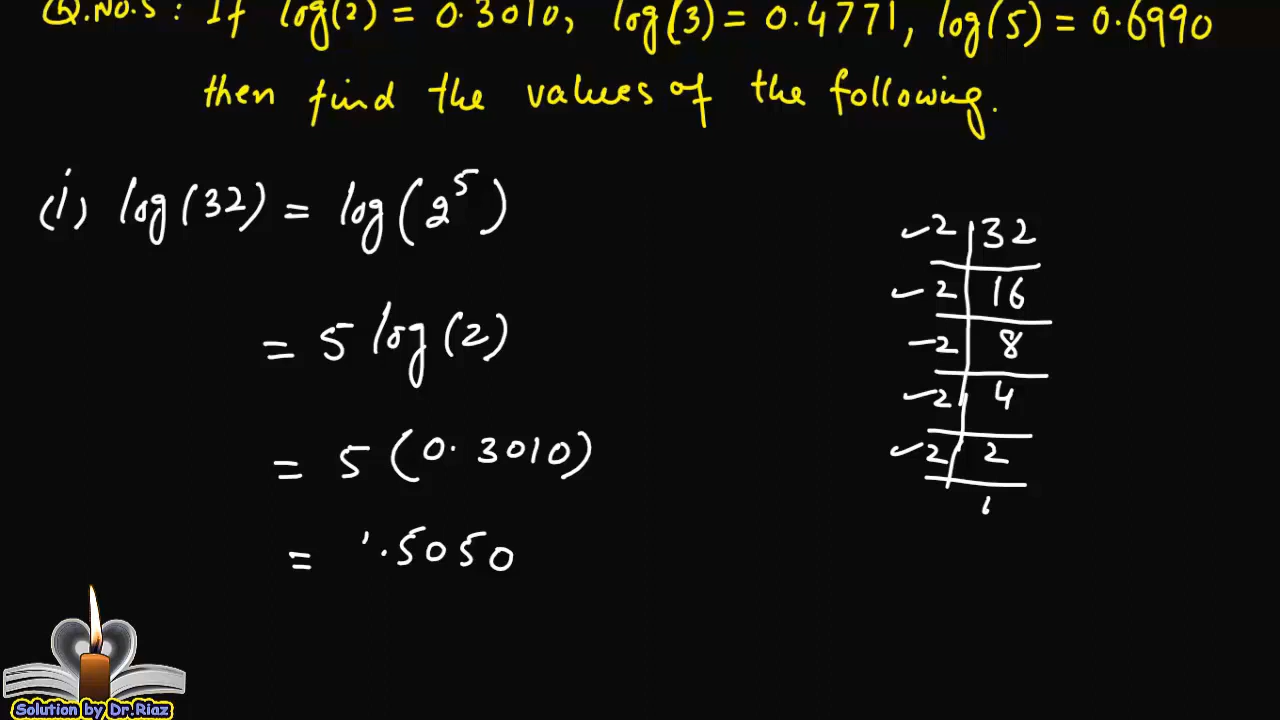 Q.No.5: If log(2) = 0.3010, log(3) = 0.4771, log(5) = 0.6990
then find the values of the following.
(i) log(32) = log(2^5)
= 5 log(2)
= 5(0.3010)
= 1.5050
2 | 32
2 | 16
2 | 8
2 | 4
2 | 2
1
Solution by Dr.Riaz